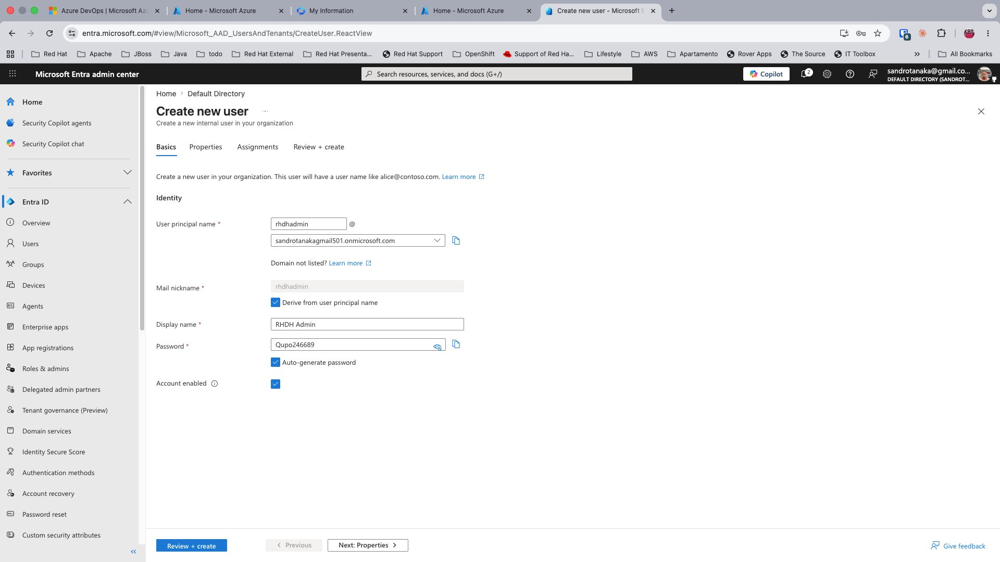 Azure DevOps | Microsoft Az
Home - Microsoft Azure
My Information
Home - Microsoft Azure
Create new user - Microsoft E
entra.microsoft.com/#view/Microsoft_AAD_UsersAndTenants/CreateUser.ReactView
6
Red Hat
Apache
JBoss
Java
todo
Red Hat External
Red Hat Presenta...
Red Hat Support
OpenShift
Support of Red Ha...
Lifestyle
AWS
Apartamento
Rover Apps
The Source
IT Toolbox
All Bookmarks
Microsoft Entra admin center
Search resources, services, and docs (G+/)
Copilot
2
sandrotanaka@gmail.co...
DEFAULT DIRECTORY (SANDROT...
Home
Security Copilot agents
Security Copilot chat
Favorites
Entra ID
Overview
Users
Groups
Devices
Agents
Enterprise apps
App registrations
Roles & admins
Delegated admin partners
Tenant governance (Preview)
Domain services
Identity Secure Score
Authentication methods
Account recovery
Password reset
Custom security attributes
Home > Default Directory
Create new user ...
Create a new internal user in your organization
Basics
Properties
Assignments
Review + create
Create a new user in your organization. This user will have a user name like alice@contoso.com. Learn more
Identity
User principal name *
rhdhadmin @
sandrotanakagmail501.onmicrosoft.com
Domain not listed? Learn more
Mail nickname *
rhdhadmin
Derive from user principal name
Display name *
RHDH Admin
Password *
Qupo246689
Auto-generate password
Account enabled
Review + create
< Previous
Next: Properties >
Give feedback